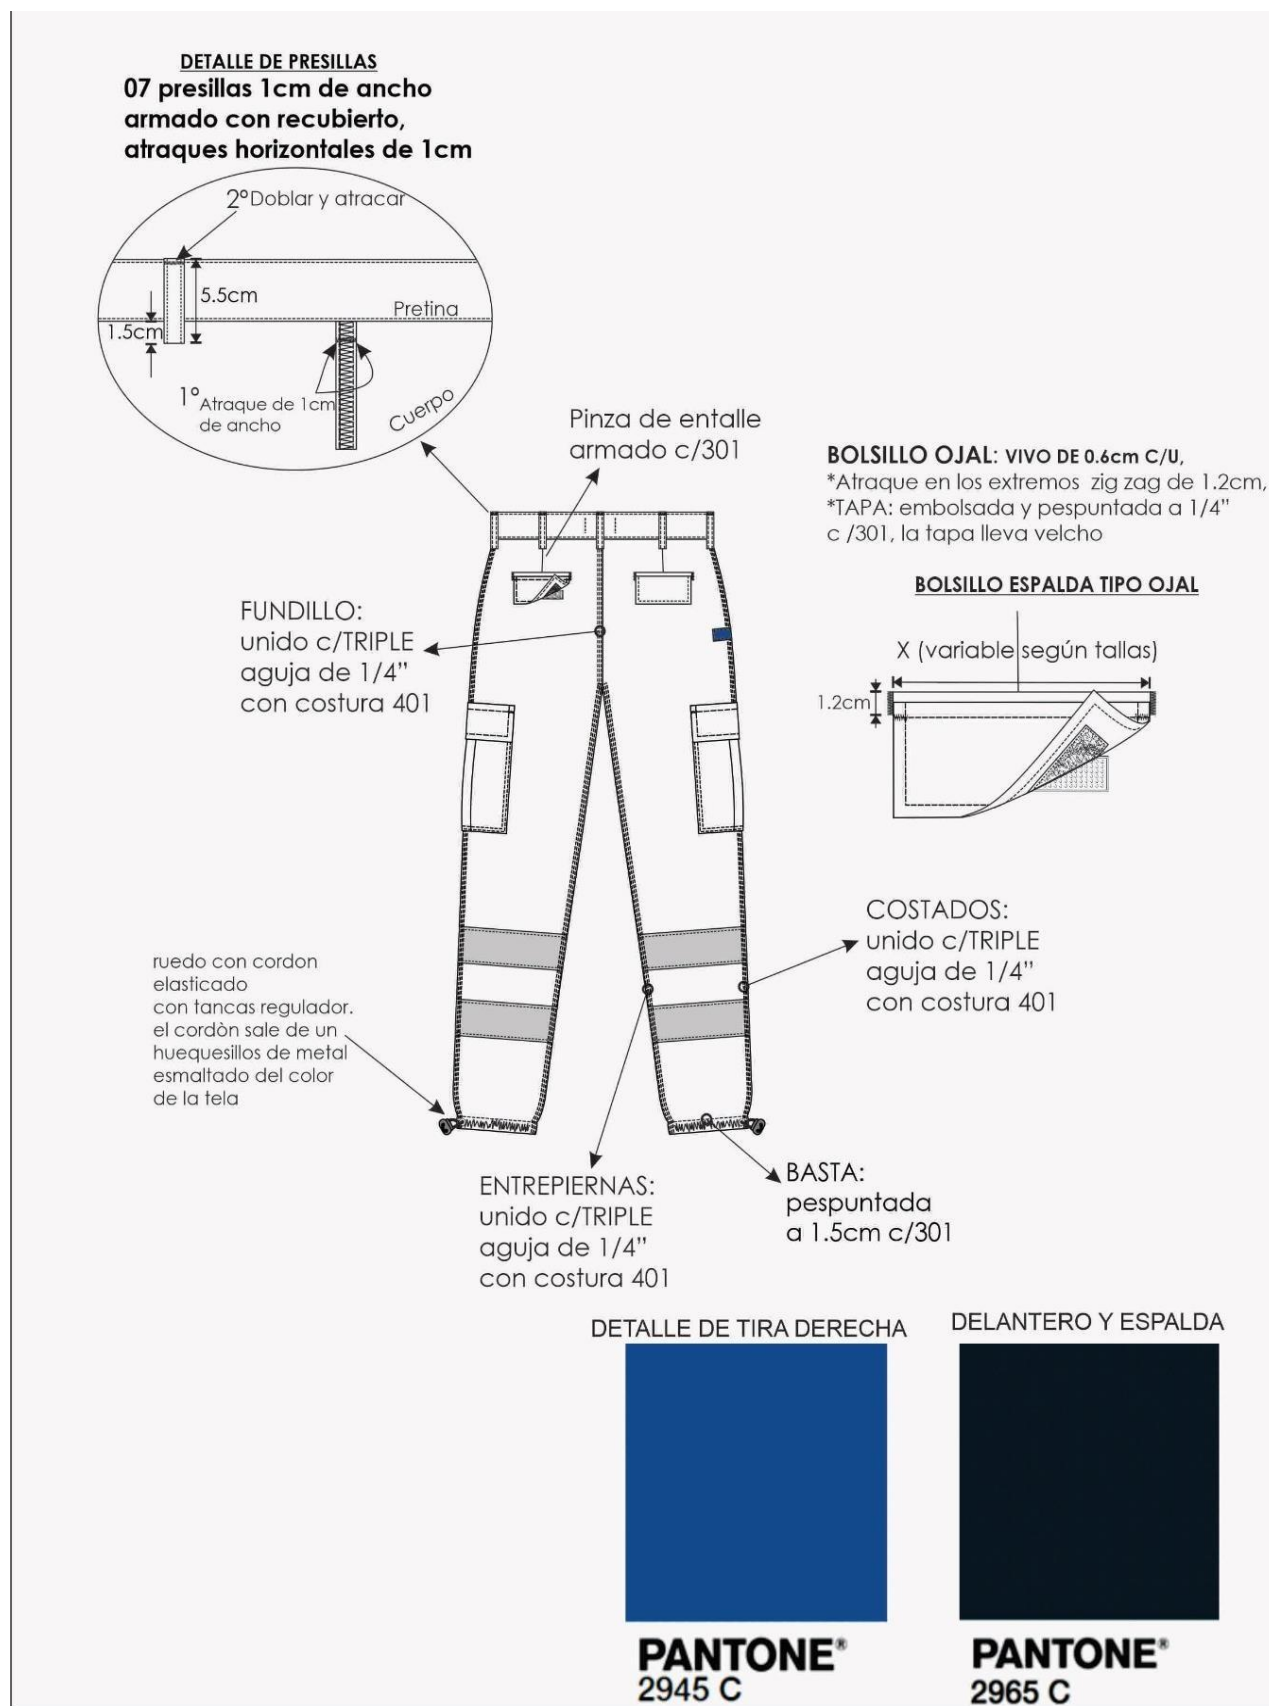 DETALLE DE PRESILLAS
07 presillas 1cm de ancho
armado con recubierto,
atraques horizontales de 1cm
2º Doblar y atracar
5.5cm
Pretina
1.5cm
1º Atraque de 1cm
de ancho
Cuerpo
Pinza de entalle
armado c/301
BOLSILLO OJAL: VIVO DE 0.6cm C/U,
*Atraque en los extremos zig zag de 1.2cm,
*TAPA: embolsada y pespuntada a 1/4”
c /301, la tapa lleva velcho
BOLSILLO ESPALDA TIPO OJAL
X (variable según tallas)
1.2cm
FUNDILLO:
unido c/TRIPLE
aguja de 1/4”
con costura 401
COSTADOS:
unido c/TRIPLE
aguja de 1/4”
con costura 401
ruedo con cordon
elasticado
con tancas regulador.
el cordòn sale de un
huequesillos de metal
esmaltado del color
de la tela
ENTREPIERNAS:
unido c/TRIPLE
aguja de 1/4”
con costura 401
BASTA:
pespuntada
a 1.5cm c/301
DETALLE DE TIRA DERECHA
PANTONE®
2945 C
DELANTERO Y ESPALDA
PANTONE®
2965 C